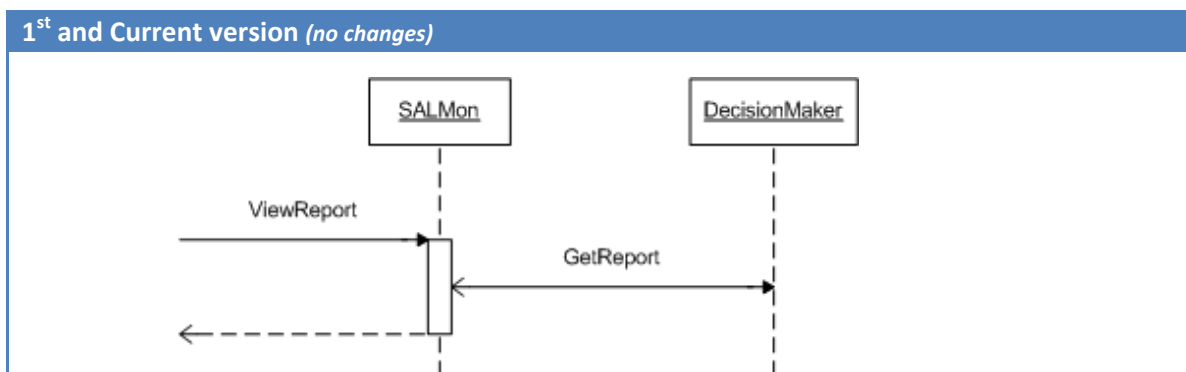 1st and Current version (no changes)
SALMon
DecisionMaker
ViewReport
GetReport